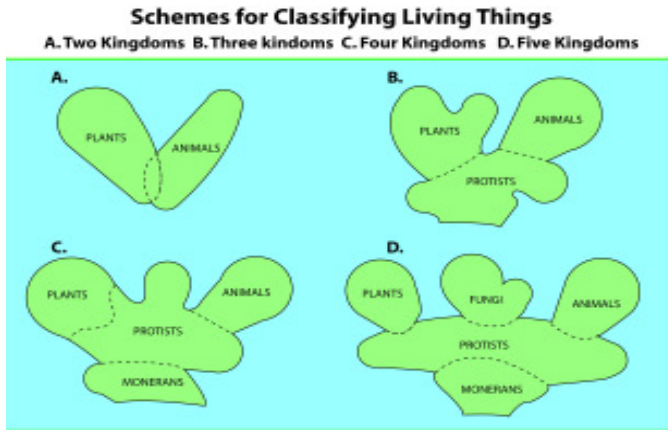 Schemes for Classifying Living Things
A. Two Kingdoms B. Three kindoms C. Four Kingdoms D. Five Kingdoms
A.
PLANTS
ANIMALS
B.
PLANTS
ANIMALS
PROTISTS
C.
PLANTS
ANIMALS
PROTISTS
MONERANS
D.
PLANTS
FUNGI
ANIMALS
PROTISTS
MONERANS